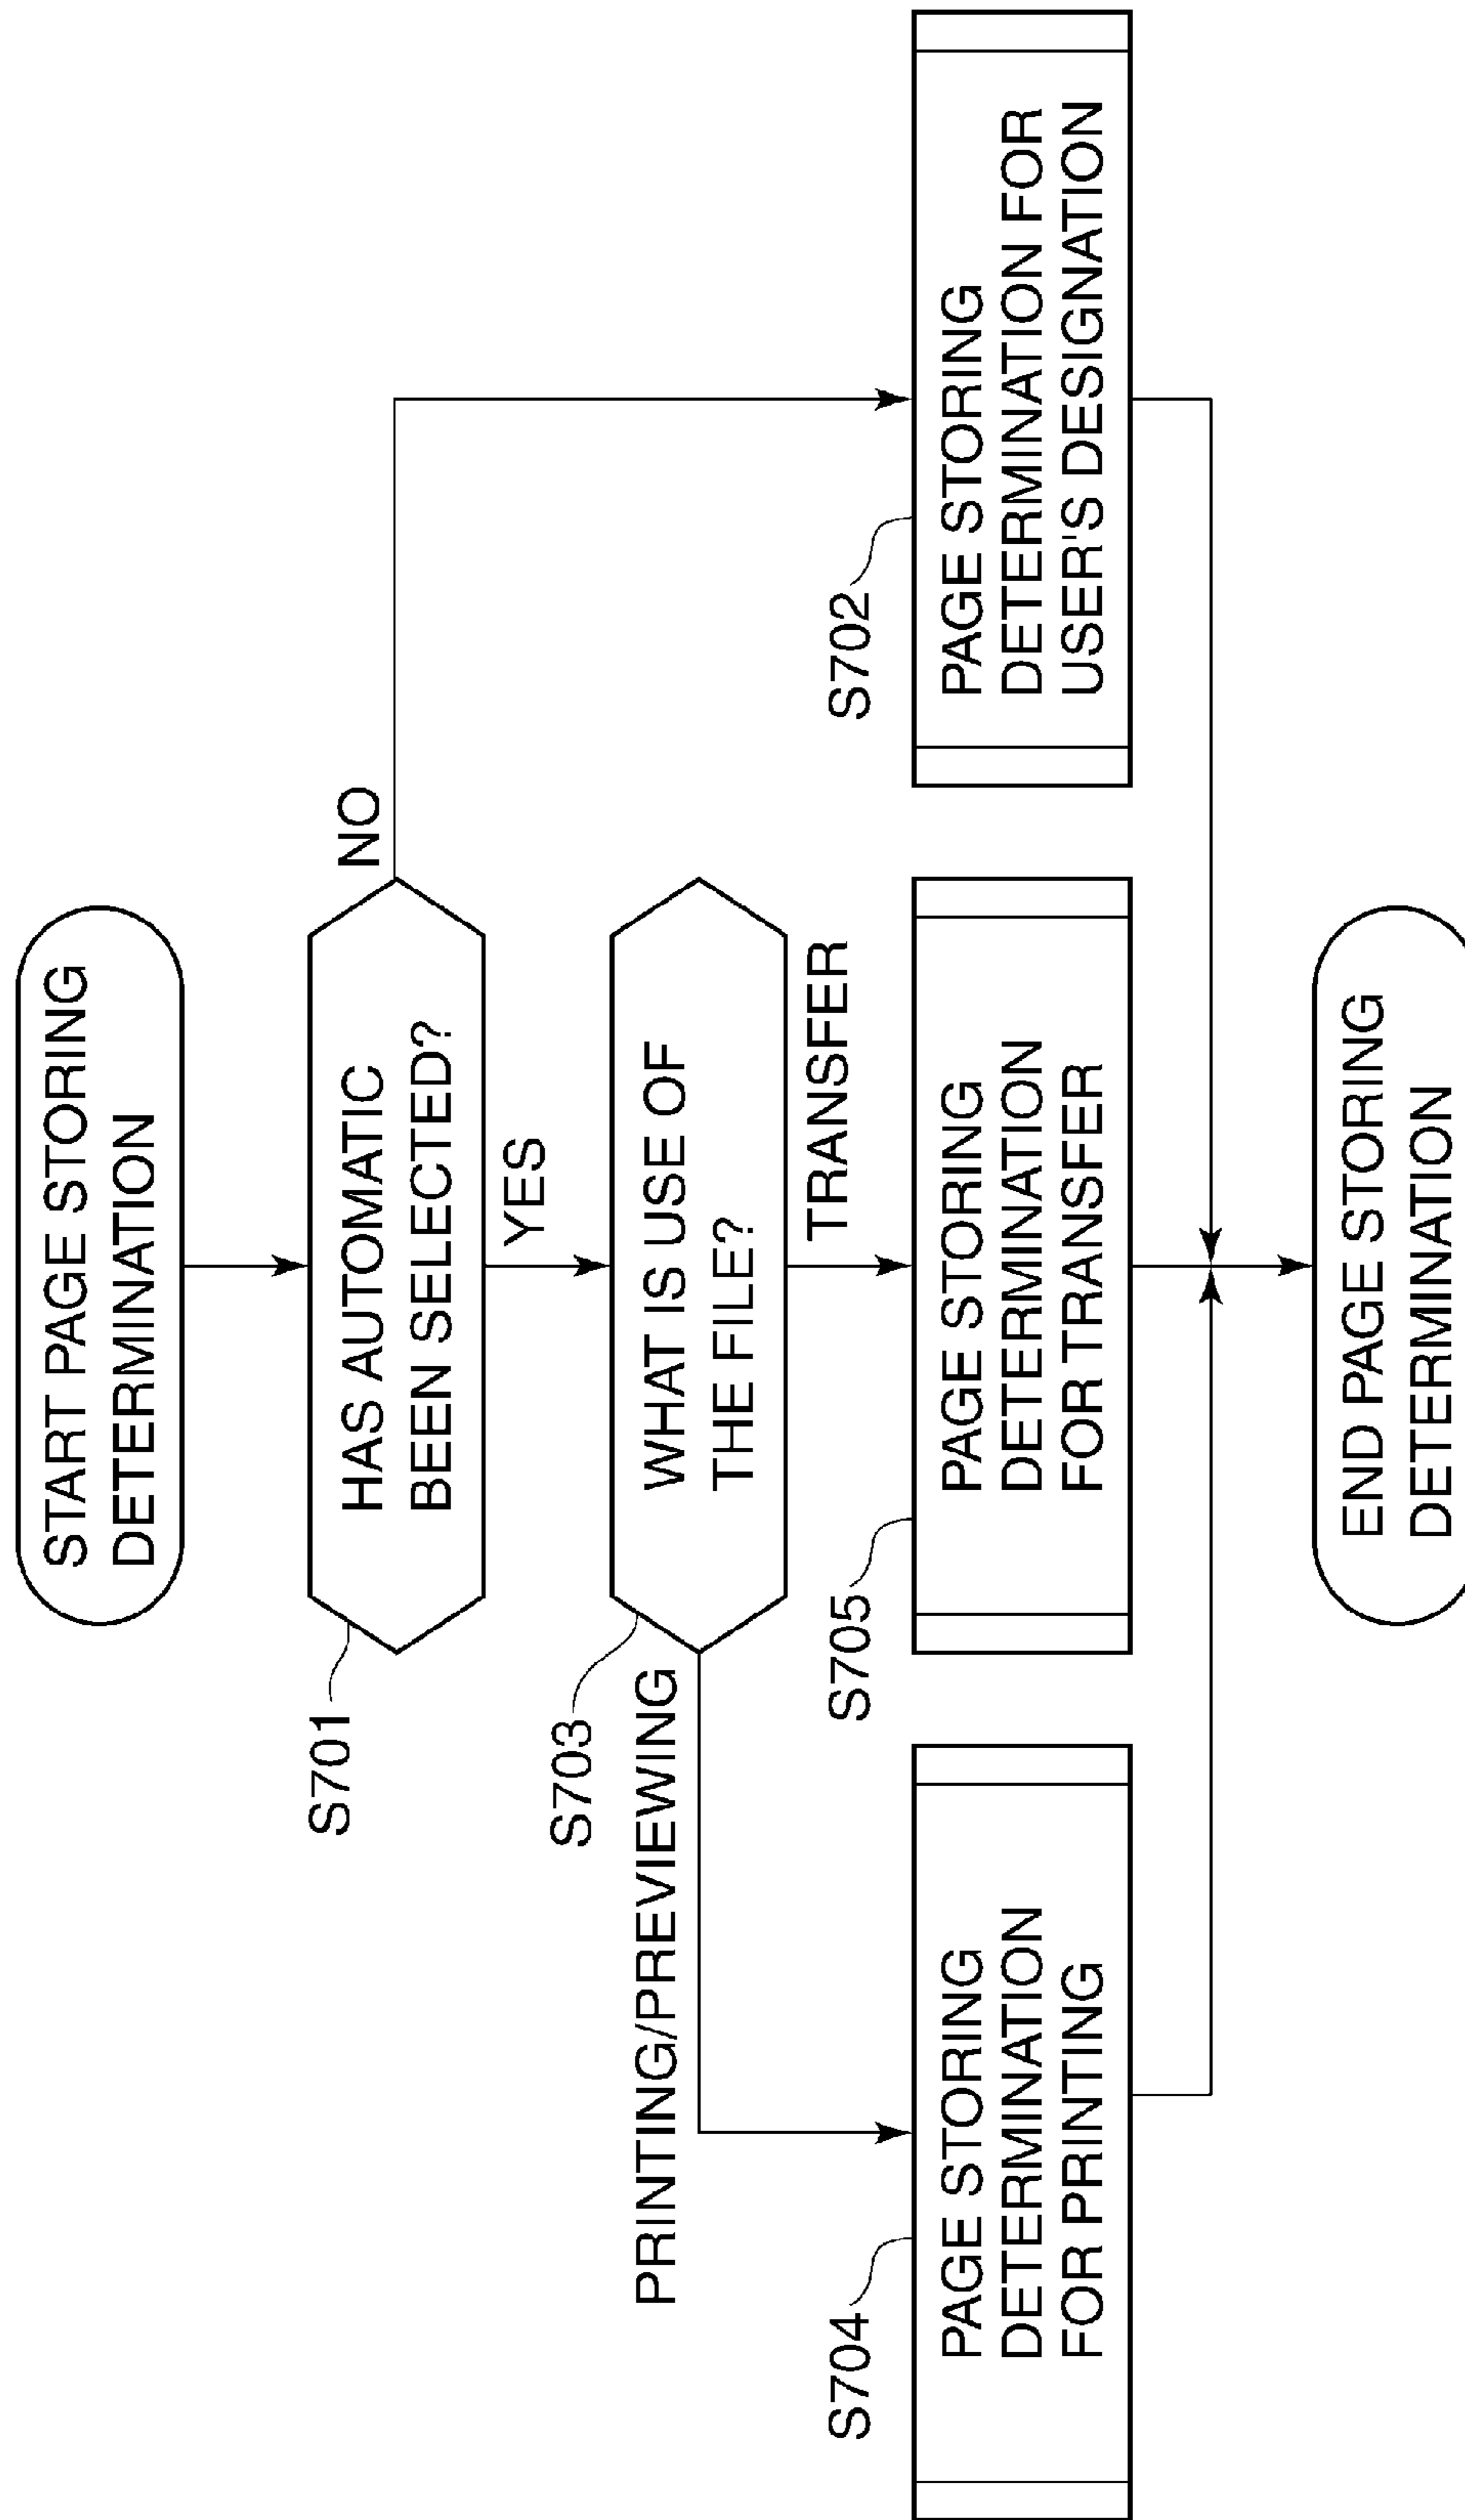 START PAGE STORING
DETERMINATION
S701
HAS AUTOMATIC
BEEN SELECTED?
NO
YES
S703
WHAT IS USE OF
THE FILE?
PRINTING/PREVIEWING
TRANSFER
S704
PAGE STORING
DETERMINATION
FOR PRINTING
S705
PAGE STORING
DETERMINATION
FOR TRANSFER
S702
PAGE STORING
DETERMINATION FOR
USER'S DESIGNATION
END PAGE STORING
DETERMINATION